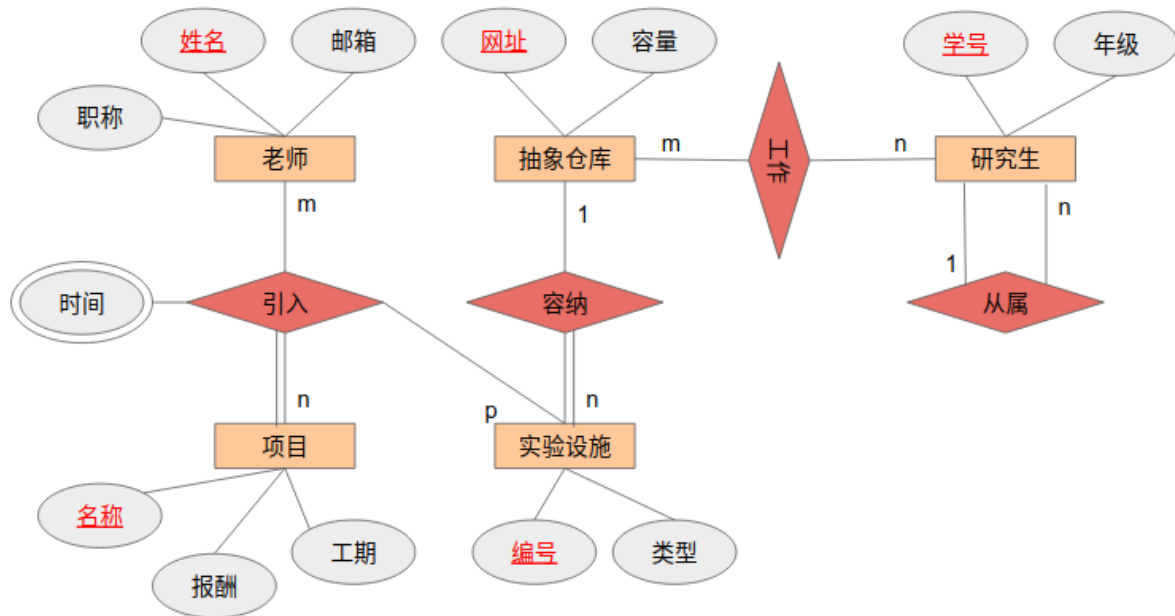 姓名
邮箱
网址
容量
学号
年级
职称
老师
m
抽象仓库
m
工作
n
研究生
m
1
n
1
时间
引入
容纳
从属
n
p
n
项目
实验设施
名称
报酬
工期
编号
类型